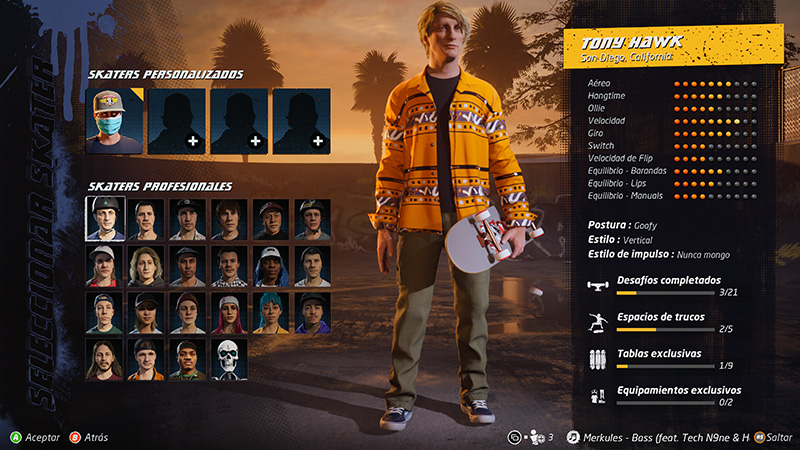 SELECCIONAR SKATER
SKATERS PERSONALIZADOS
SKATERS PROFESIONALES
TONY HAWK
San Diego, California
Aéreo
Hangtime
Ollie
Velocidad
Giro
Switch
Velocidad de Flip
Equilibrio - Barandas
Equilibrio - Lips
Equilibrio - Manuals
Postura : Goofy
Estilo : Vertical
Estilo de impulso : Nunca mongo
Desafíos completados
3/21
Espacios de trucos
2/5
Tablas exclusivas
1/9
Equipamientos exclusivos
0/2
A Aceptar B Atrás
3 Merkules - Bass (feat. Tech N9ne & H RS Saltar